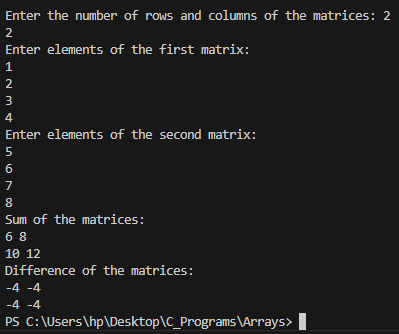 Enter the number of rows and columns of the matrices: 2
2
Enter elements of the first matrix:
1
2
3
4
Enter elements of the second matrix:
5
6
7
8
Sum of the matrices:
6 8
10 12
Difference of the matrices:
-4 -4
-4 -4
PS C:\Users\hp\Desktop\C_Programs\Arrays>